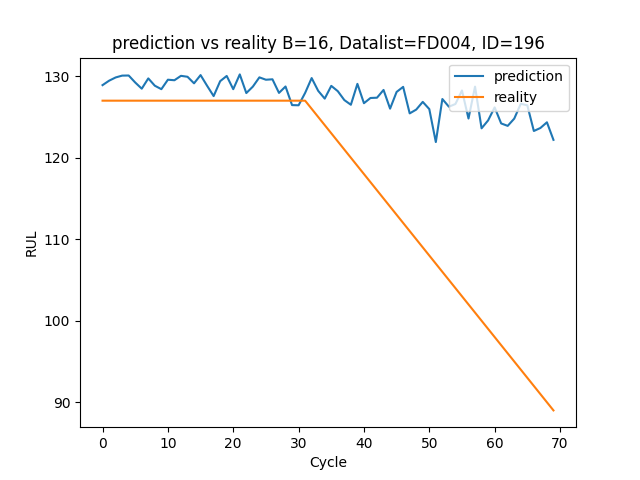 prediction vs reality B=16, Datalist=FD004, ID=196
prediction
reality
130
120
110
100
90
RUL
0 10 20 30 40 50 60 70
Cycle